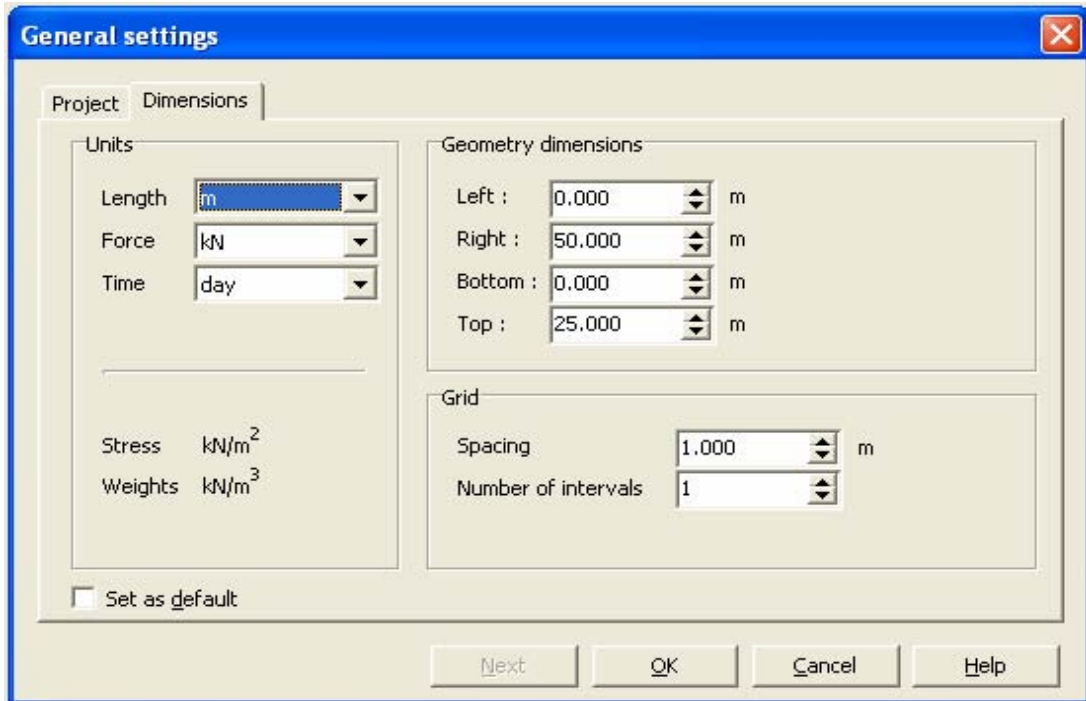 General settings
Project
Dimensions
Units
Length
m
Force
kN
Time
day
Stress kN/m²
Weights kN/m³
Geometry dimensions
Left : 0.000 m
Right : 50.000 m
Bottom : 0.000 m
Top : 25.000 m
Grid
Spacing 1.000 m
Number of intervals 1
Set as default
Next
OK
Cancel
Help